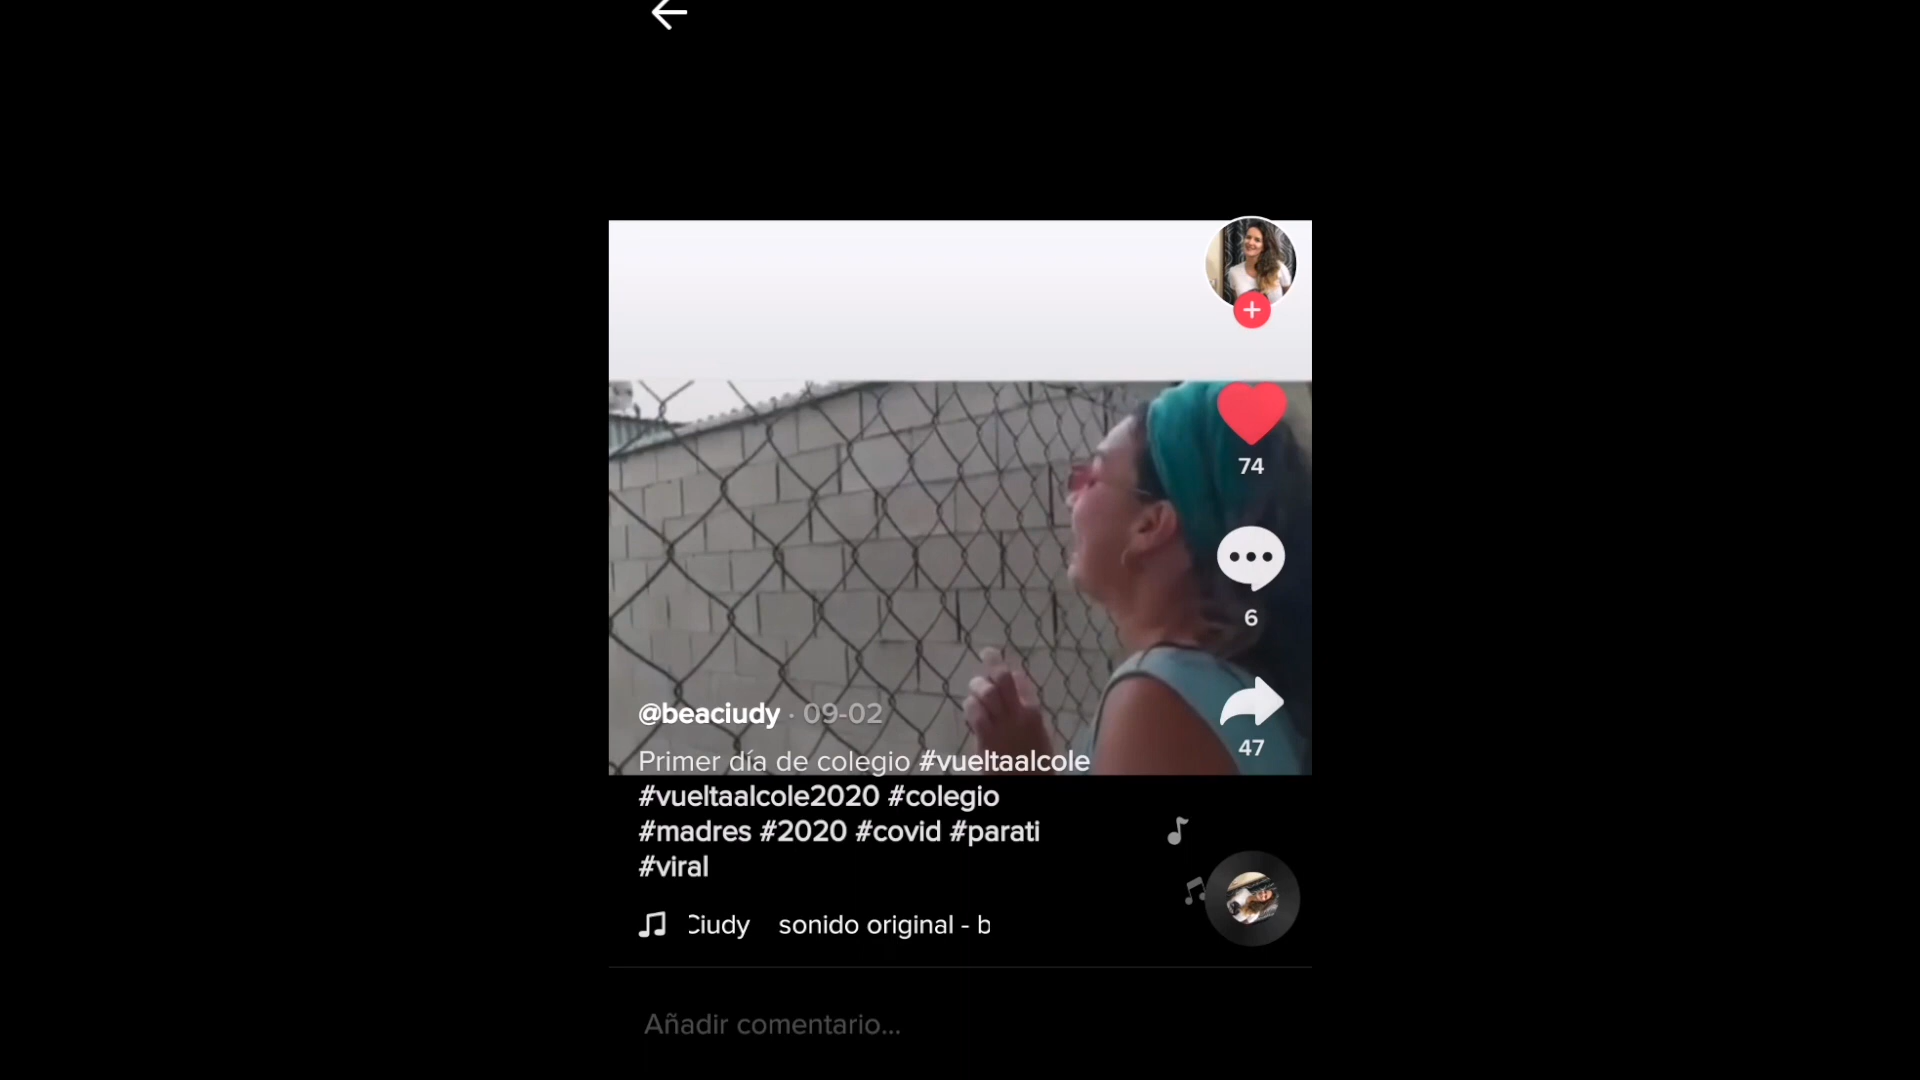 74
6
47
@beaciudy · 09-02
Primer día de colegio #vueltaalcole
#vueltaalcole2020 #colegio
#madres #2020 #covid #parati
#viral
Ciudy sonido original - b
Añadir comentario...